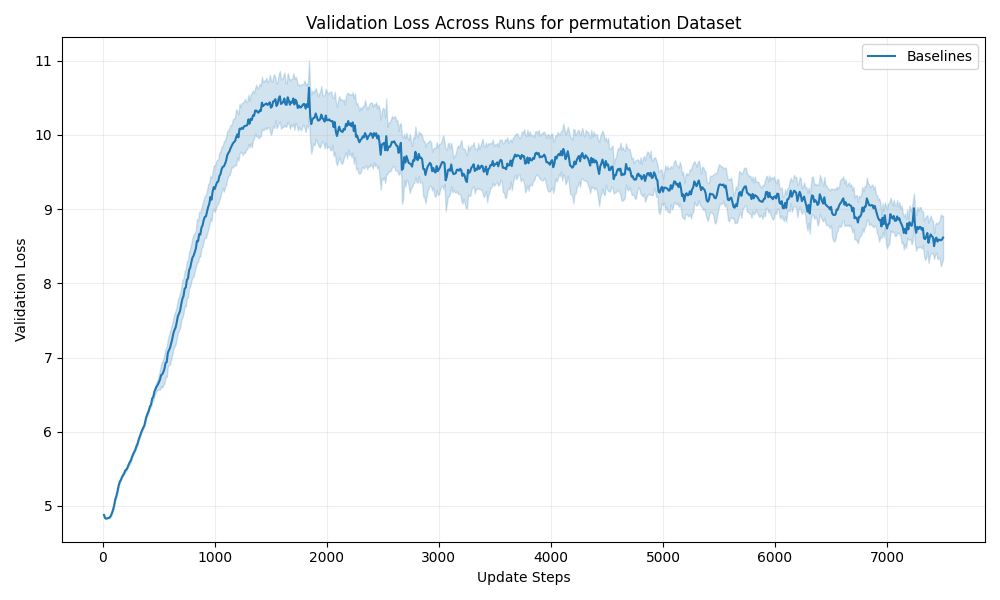 Validation Loss Across Runs for permutation Dataset
Baselines
Validation Loss
11
10
9
8
7
6
5
0 1000 2000 3000 4000 5000 6000 7000
Update Steps